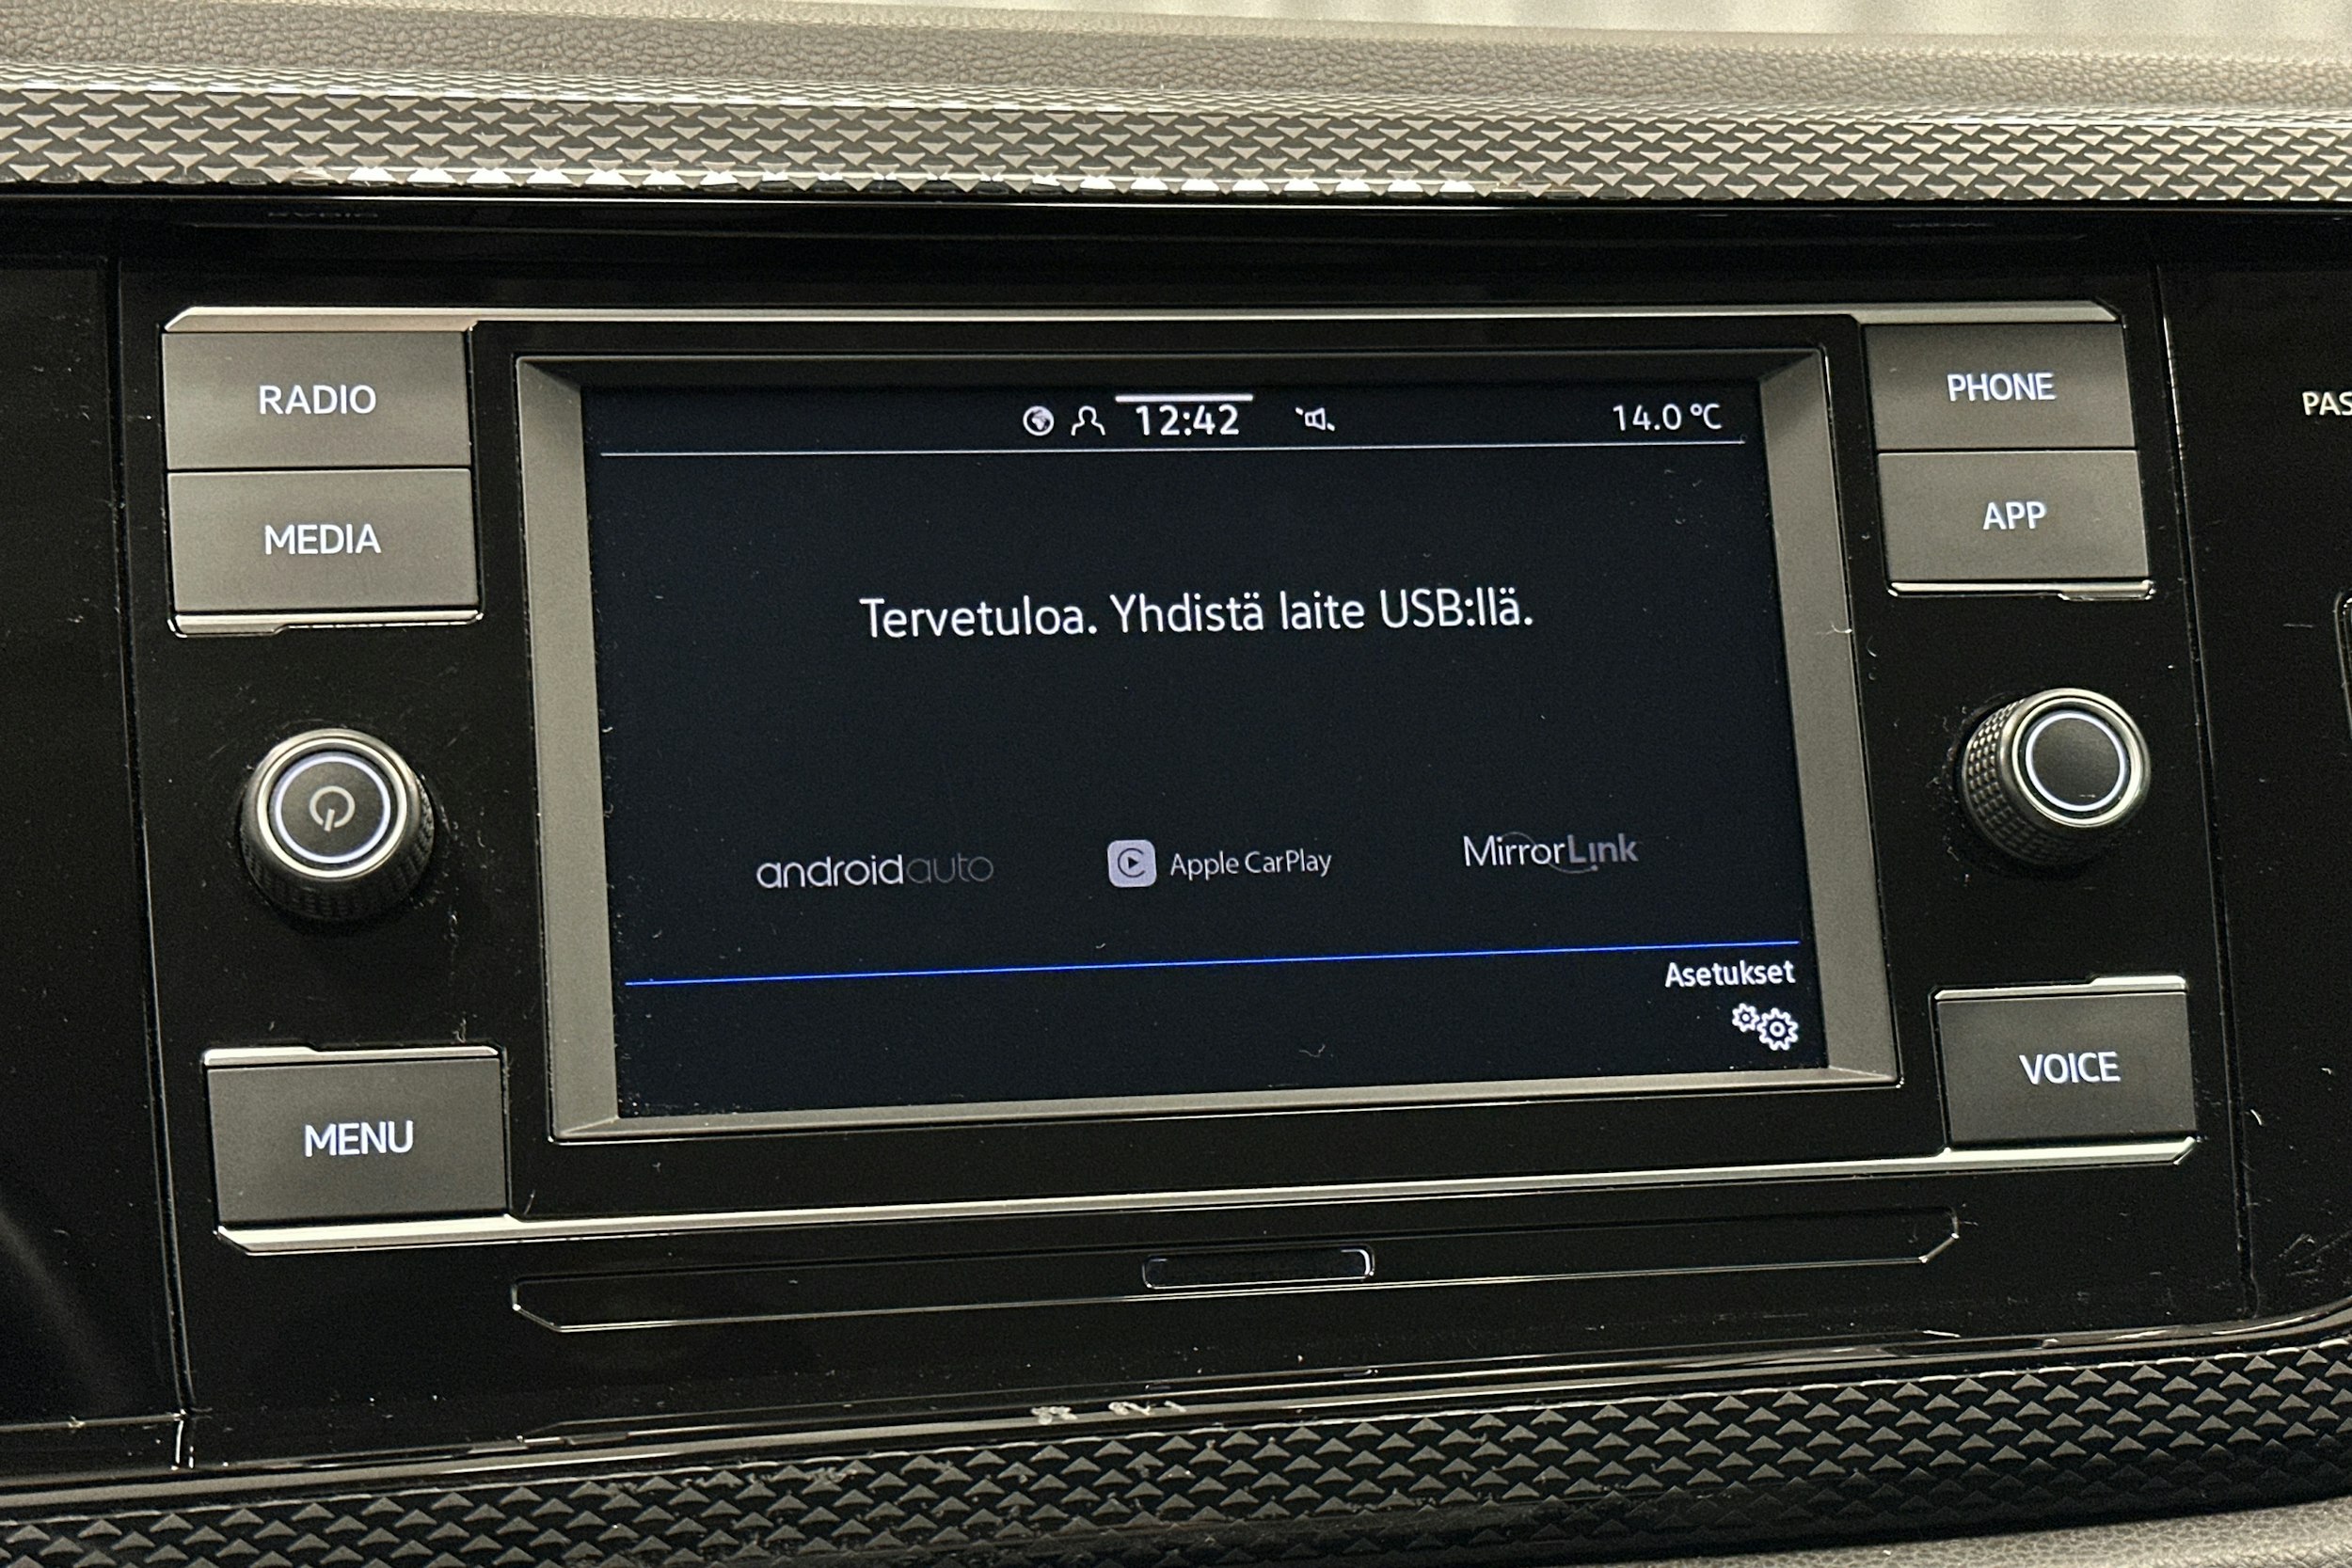 RADIO
MEDIA
MENU
12:42
14.0 °C
Tervetuloa. Yhdistä laite USB:llä.
androidauto
Apple CarPlay
MirrorLink
Asetukset
PHONE
APP
VOICE
PAS